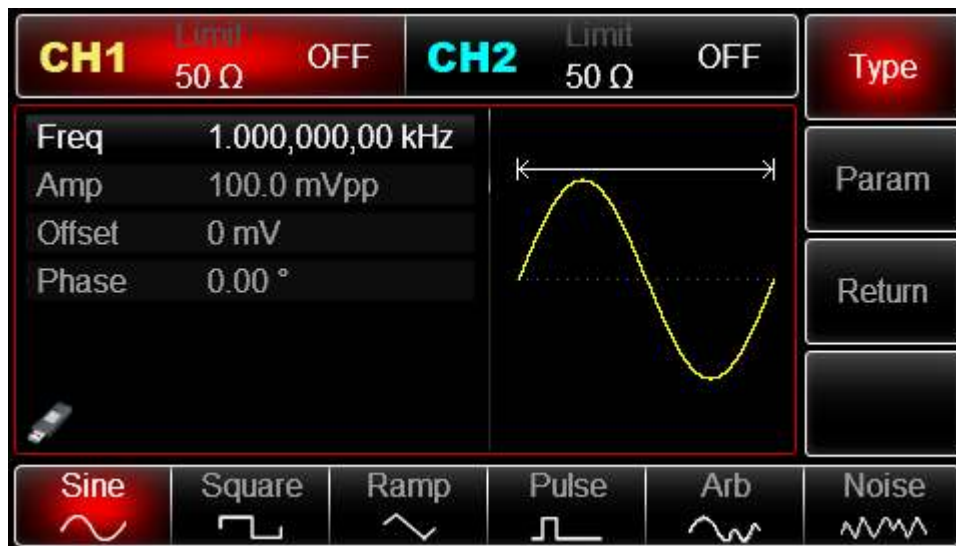 CH1 Limit 50 Ω OFF
CH2 Limit 50 Ω OFF
Type
Freq 1.000,000,00 kHz
Amp 100.0 mVpp
Offset 0 mV
Phase 0.00 °
Param
Return
Sine Square Ramp Pulse Arb Noise